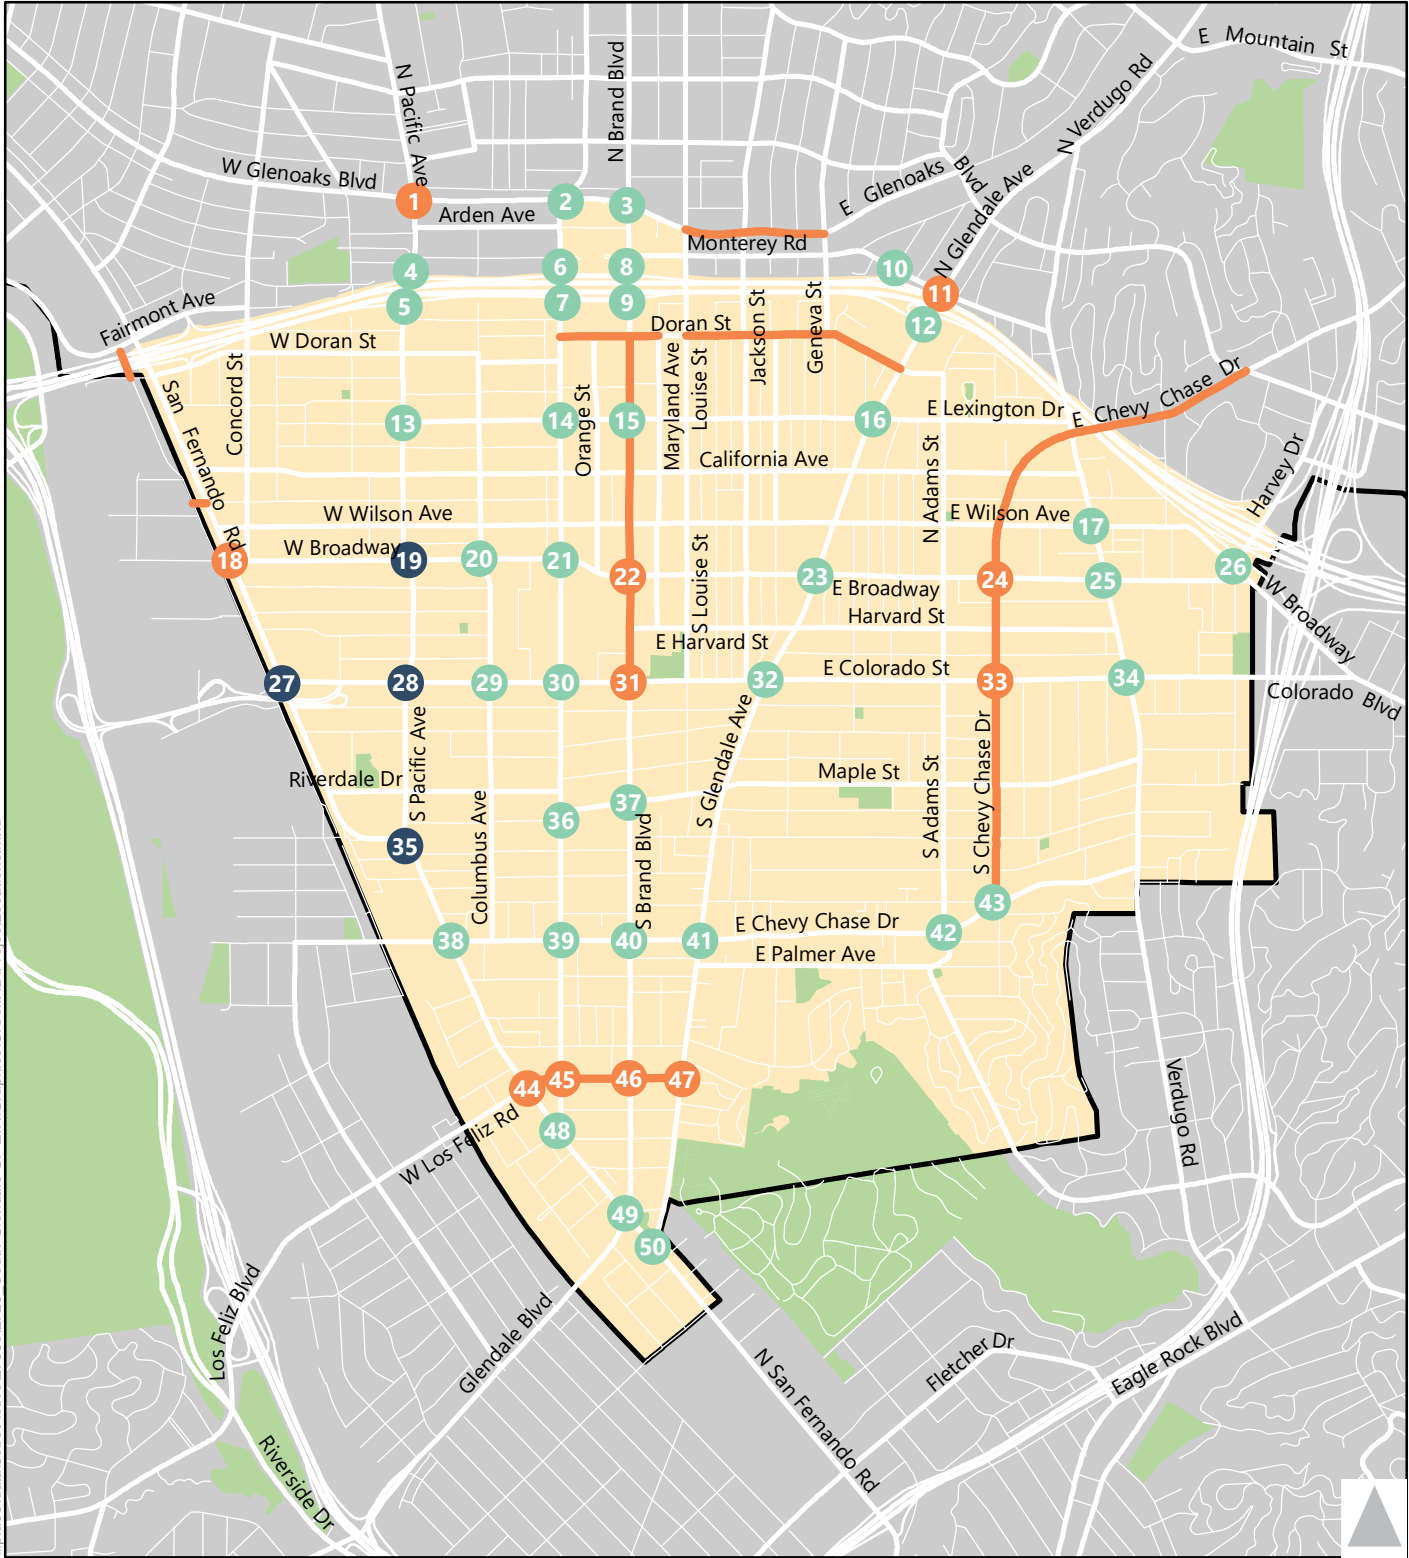 E Mountain St
N Pacific Ave
N Brand Blvd
N Verdugo Rd
W Glenoaks Blvd
E Glenoaks Blvd
N Glendale Ave
1
2
3
Arden Ave
Monterey Rd
4
6
8
10
5
7
9
11
12
Fairmont Ave
Doran St
Jackson St
Geneva St
W Doran St
Concord St
San Fernando Rd
Orange St
Maryland Ave
Louise St
E Chevy Chase Dr
E Lexington Dr
13
14
15
16
California Ave
N Adams St
Harvey Dr
W Wilson Ave
E Wilson Ave
17
W Broadway
18
19
20
21
22
S Louise St
23
24
25
26
E Broadway
W Broadway
Harvard St
E Harvard St
E Colorado St
27
28
29
30
31
32
33
34
Colorado Blvd
S Pacific Ave
S Glendale Ave
S Adams St
S Chevy Chase Dr
Riverdale Dr
Maple St
Columbus Ave
36
37
S Brand Blvd
35
43
E Chevy Chase Dr
38
39
40
41
42
E Palmer Ave
44
45
46
47
W Los Feliz Rd
48
Verdugo Rd
49
50
Los Feliz Blvd
Glendale Blvd
N San Fernando Rd
Fletcher Dr
Eagle Rock Blvd
Riverside Dr